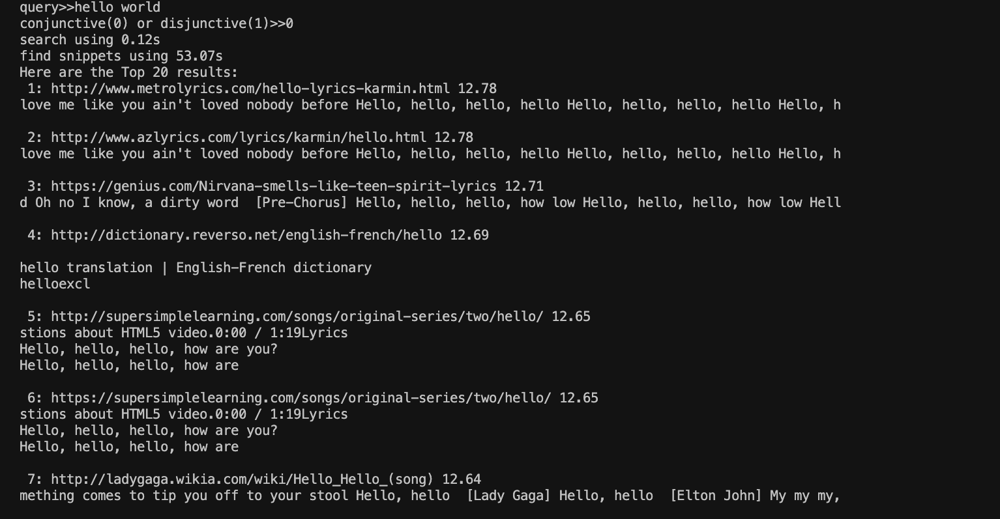 query>>hello world
conjunctive(0) or disjunctive(1)>>0
search using 0.12s
find snippets using 53.07s
Here are the Top 20 results:
1: http://www.metrolyrics.com/hello-lyrics-karmin.html 12.78
love me like you ain't loved nobody before Hello, hello, hello, hello Hello, hello, hello, hello Hello, h
2: http://www.azlyrics.com/lyrics/karmin/hello.html 12.78
love me like you ain't loved nobody before Hello, hello, hello, hello Hello, hello, hello, hello Hello, h
3: https://genius.com/Nirvana-smells-like-teen-spirit-lyrics 12.71
d Oh no I know, a dirty word  [Pre-Chorus] Hello, hello, hello, how low Hello, hello, hello, how low Hell
4: http://dictionary.reverso.net/english-french/hello 12.69
hello translation | English-French dictionary
helloexcl
5: http://supersimplelearning.com/songs/original-series/two/hello/ 12.65
stions about HTML5 video.0:00 / 1:19Lyrics
Hello, hello, hello, how are you?
Hello, hello, hello, how are
6: https://supersimplelearning.com/songs/original-series/two/hello/ 12.65
stions about HTML5 video.0:00 / 1:19Lyrics
Hello, hello, hello, how are you?
Hello, hello, hello, how are
7: http://ladygaga.wikia.com/wiki/Hello_Hello_(song) 12.64
mething comes to tip you off to your stool Hello, hello  [Lady Gaga] Hello, hello  [Elton John] My my my,